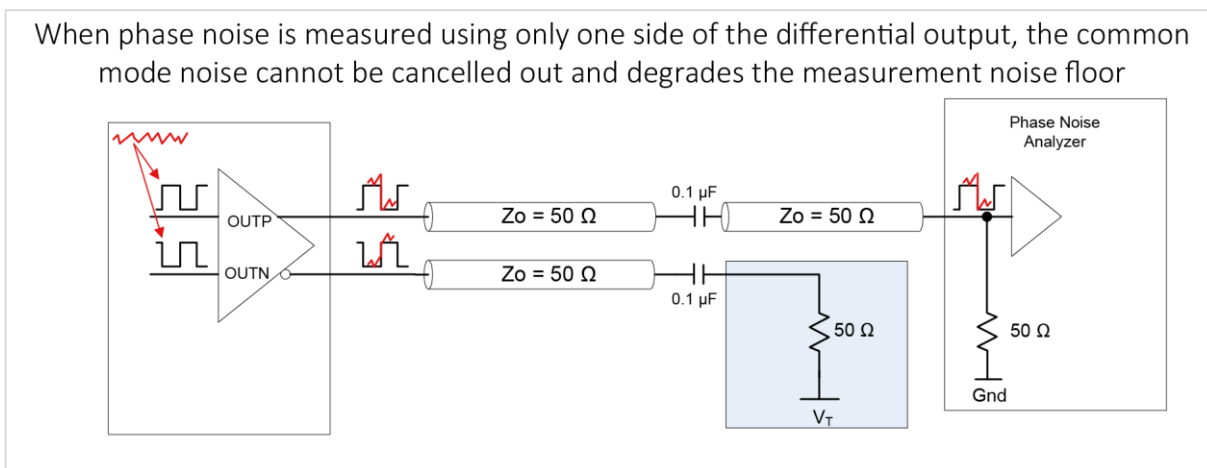 When phase noise is measured using only one side of the differential output, the common
mode noise cannot be cancelled out and degrades the measurement noise floor
Phase Noise
Analyzer
0.1 µF
OUTP
Zo = 50 Ω
Zo = 50 Ω
OUTN
Zo = 50 Ω
0.1 µF
50 Ω
50 Ω
Gnd
VT